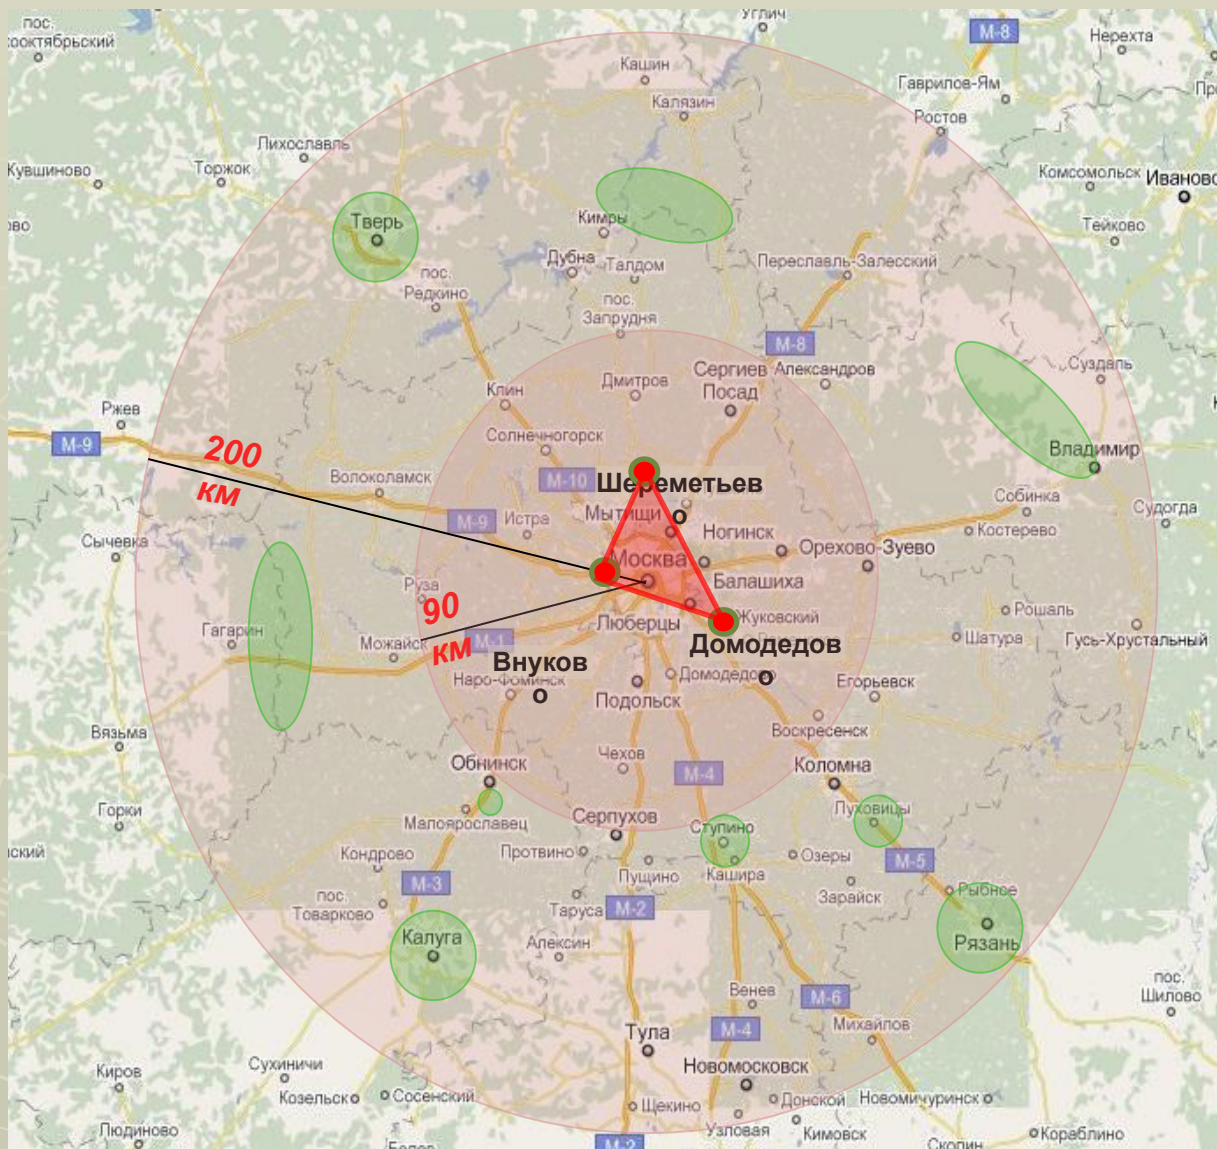 Углич
пос.
М-8
Нерехта
ооктябрьский
Кашин
Гаврилов-Ям
Калязин
Ростов
Лихославль
Кувшиново
Торжок
Комсомольск
Иваново
Тверь
Кимры
Тейково
Дубна
Талдом
Переславль-Залесский
пос.
Редкино
пос.
Запрудня
М-8
Суздаль
Дмитров
Сергиев
Посад
Александров
Клин
Ржев
М-9
200
км
Солнечногорск
Владимир
Волоколамск
М-10
Шереметьев
о
Собинка
М-9
Истра
Мытищи
Ногинск
Костерево
Судогда
Сычевка
Москва
Орехово-Зуево
Руза
Балашиха
90
км
Рошаль
Гагарин
Можайск
М-1
Люберцы
Жуковский
Шатура
Гусь-Хрустальный
Домодедов
о
Внуков
о
Наро-Фоминск
Домодедово
Егорьевск
Подольск
Вязьма
Воскресенск
Чехов
Обнинск
М-4
Коломна
Горки
Малоярославец
Серпухов
Ступино
Луховицы
ский
Кондрово
Протвино
Озеры
М-5
Пущино
Кашира
М-3
Зарайск
Рыбное
пос.
Товарково
Таруса
М-2
Калуга
Алексин
Рязань
пос.
Шилово
Венев
М-6
Тула
М-4
Михайлов
Сухиничи
Новомосковск
Киров
Козельск
Сосенский
Донской
Новомичуринск
Щекино
Людиново
Узловая
Кимовск
Кораблино
М-2